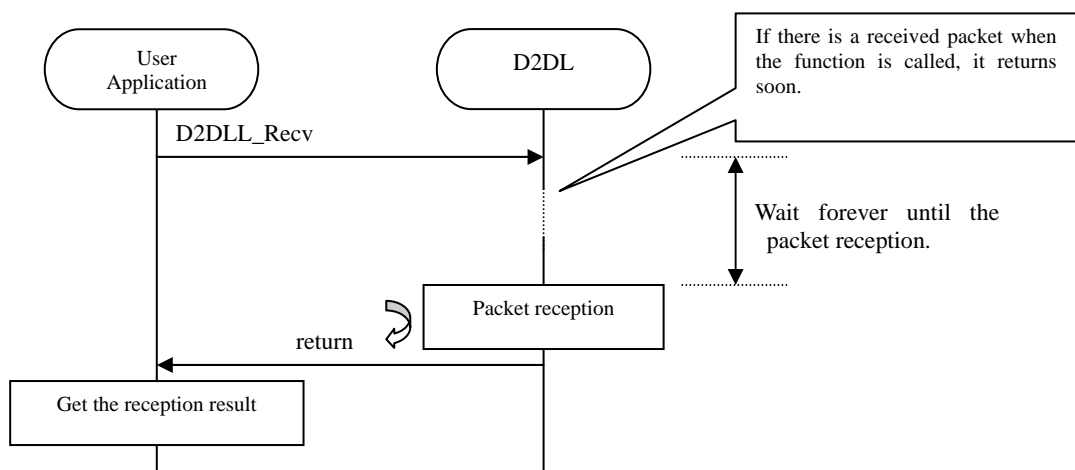 User
Application
D2DL
If there is a received packet when
the function is called, it returns
soon.
D2DLL_Recv
Wait forever until the
packet reception.
Packet reception
return
Get the reception result